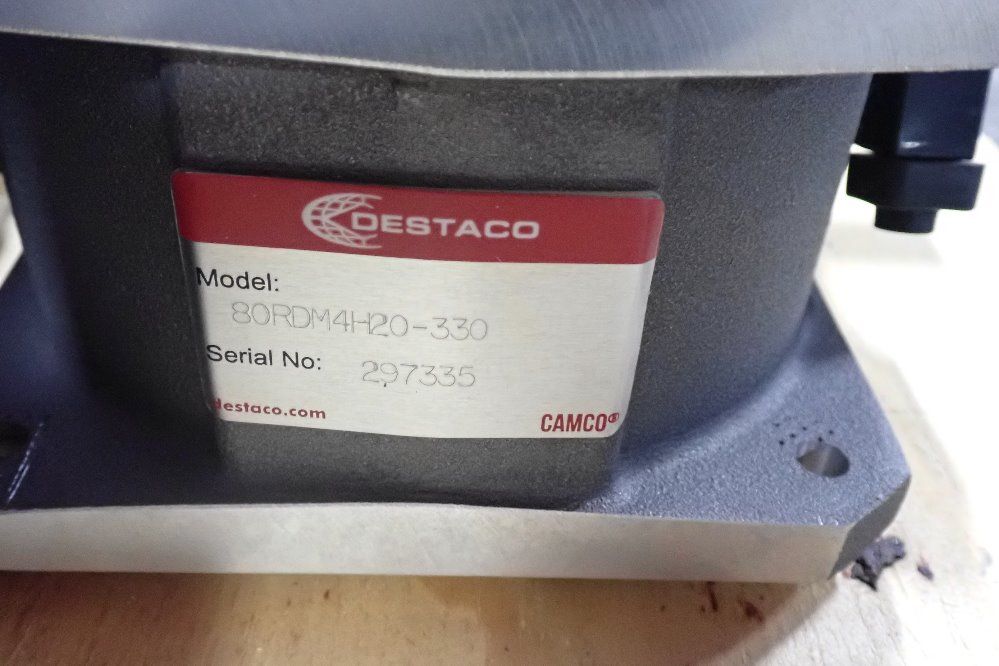 DESTACO
Model:
80RDM4H20-330
Serial No:
297335
destaco.com
CAMCO®